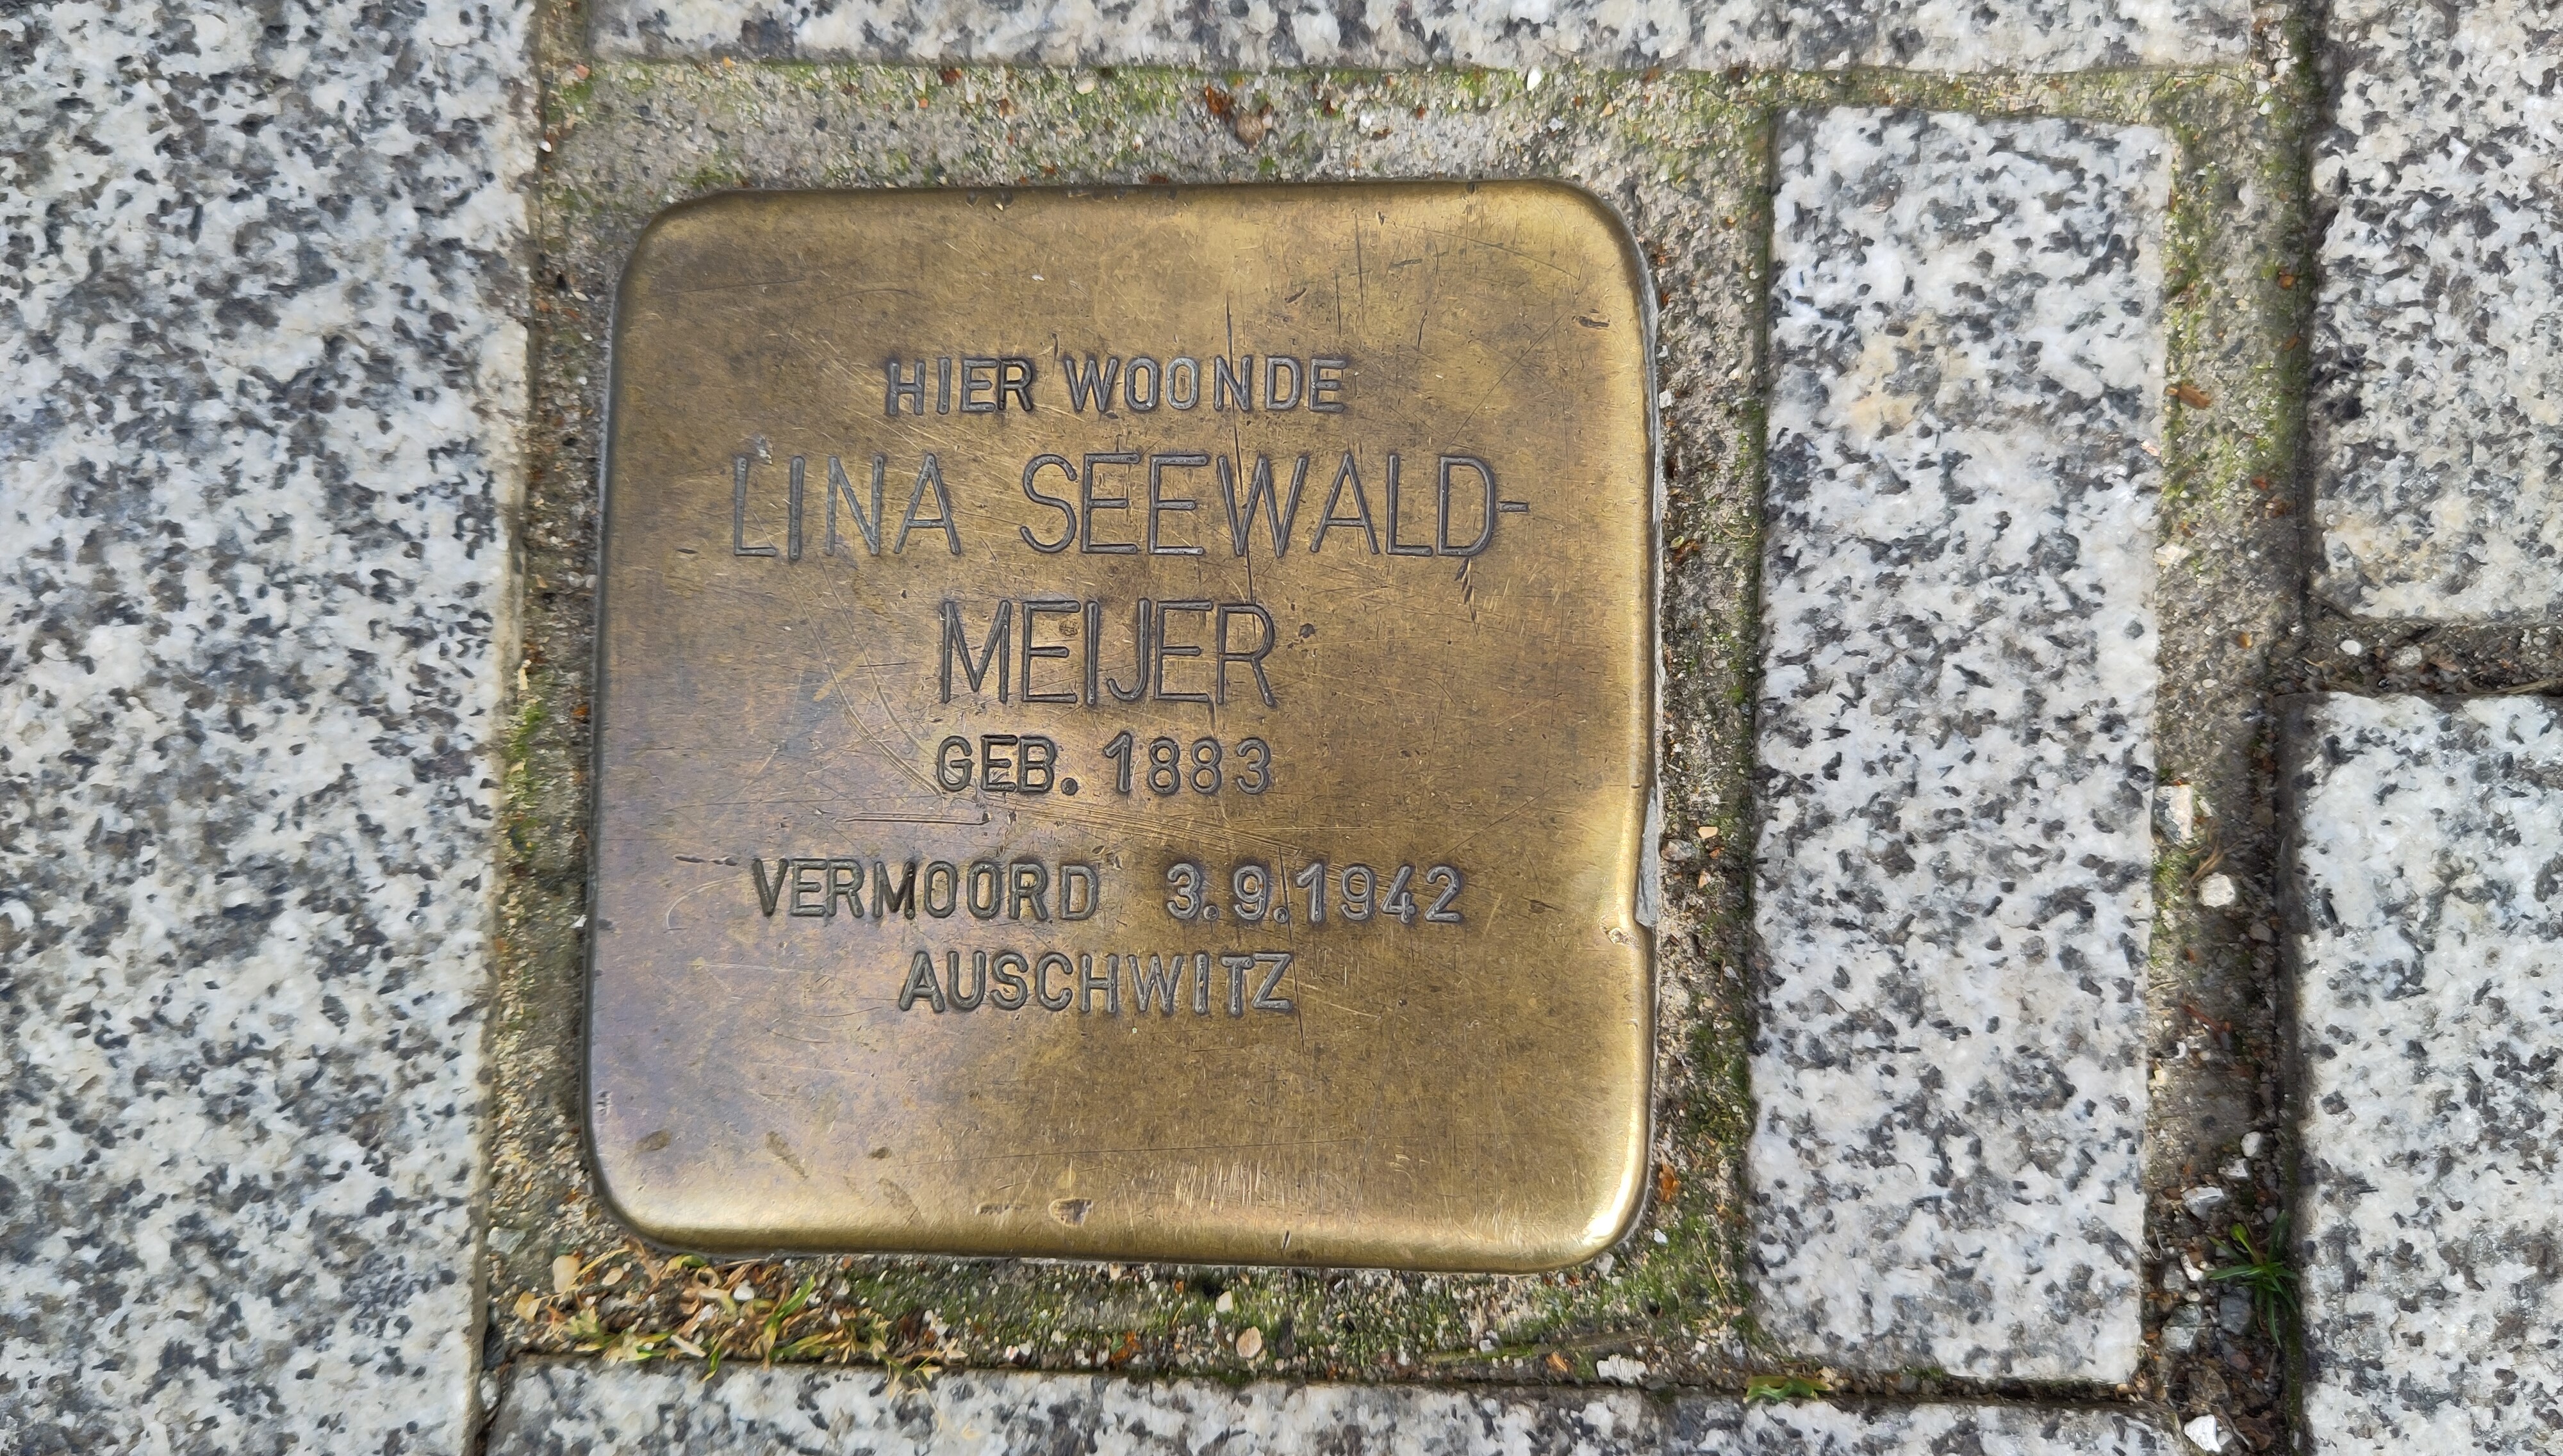 HIER WOONDE
LINA SEEWALD-
MEIJER
GEB. 1883
VERMOORD 3.9.1942
AUSCHWITZ